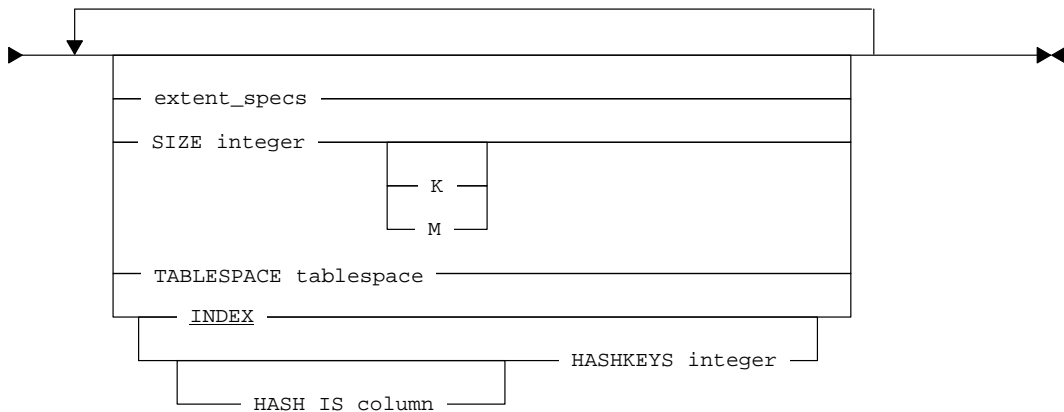 extent_specs
SIZE integer
K
M
TABLESPACE tablespace
INDEX
HASHKEYS integer
HASH IS column